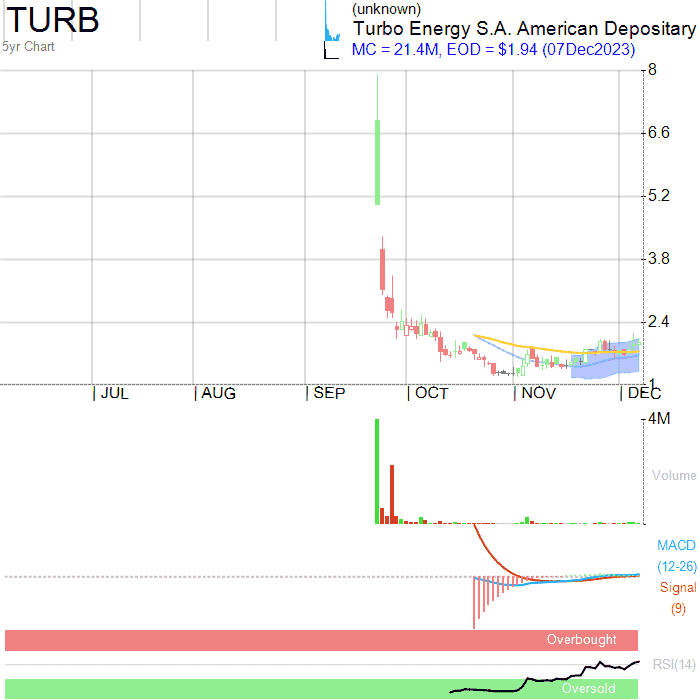 TURB
5yr Chart
(unknown)
Turbo Energy S.A. American Depositary
MC = 21.4M, EOD = $1.94 (07Dec2023)
8
6.6
5.2
3.8
2.4
1
JUL
AUG
SEP
OCT
NOV
DEC
4M
Volume
MACD
(12-26)
Signal
(9)
Overbought
RSI(14)
Oversold